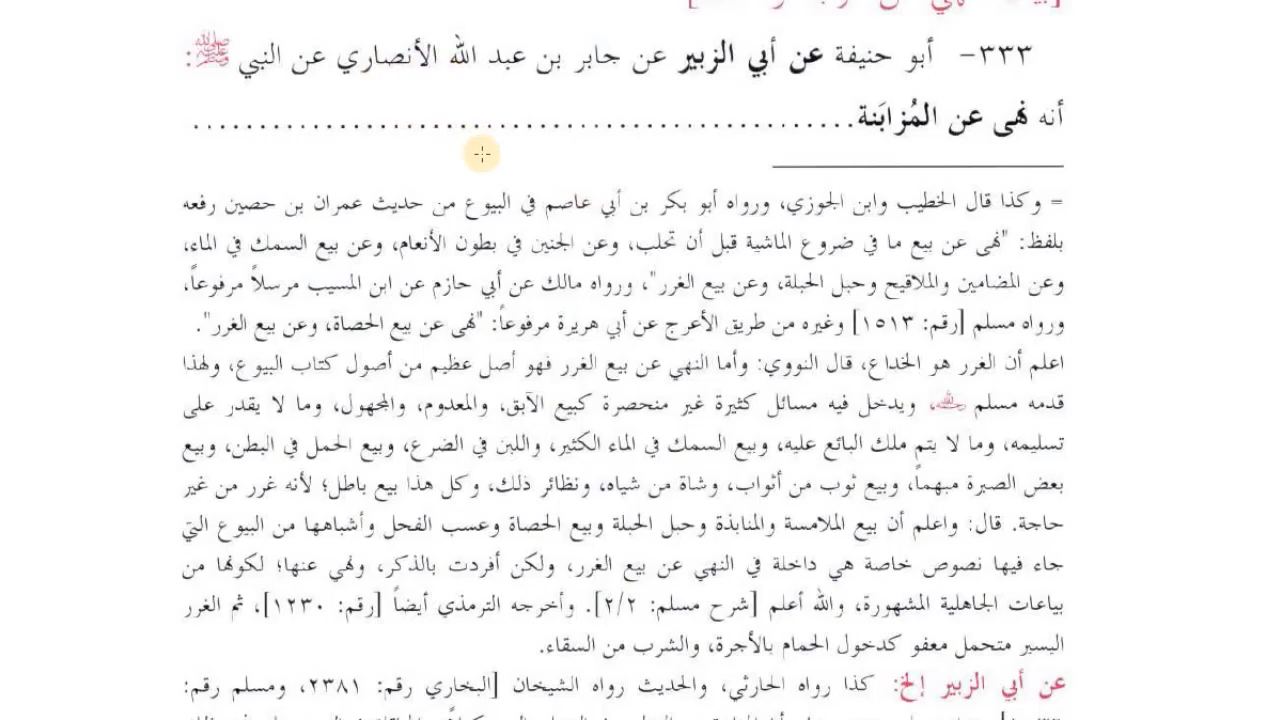 ٣٣٣- أبو حنيفة عن أبي الزبير عن جابر بن عبد الله الأنصاري عن النبي ﷺ:
أنه نهى عن المُزابَنة................................................
= وكذا قال الخطيب وابن الجوزي، ورواه أبو بكر بن أبي عاصم في البيوع من حديث عمران بن حصين رفعه
بلفظ: "نهى عن بيع ما في ضروع الماشية قبل أن تحلب، وعن الجنين في بطون الأنعام، وعن بيع السمك في الماء،
وعن المضامين والملاقيح وحبل الحبلة، وعن بيع الغرر"، ورواه مالك عن أبي حازم عن ابن المسيب مرسلاً مرفوعاً،
ورواه مسلم [رقم: ١٥١٣] وغيره من طريق الأعرج عن أبي هريرة مرفوعاً: "نهى عن بيع الحصاة، وعن بيع الغرر".
اعلم أن الغرر هو الخداع، قال النووي: وأما النهي عن بيع الغرر فهو أصل عظيم من أصول كتاب البيوع، ولهذا
قدمه مسلم رحمه الله، ويدخل فيه مسائل كثيرة غير منحصرة كبيع الآبق، والمعدوم، والمجهول، وما لا يقدر على
تسليمه، وما لا يتم ملك البائع عليه، وبيع السمك في الماء الكثير، واللبن في الضرع، وبيع الحمل في البطن، وبيع
بعض الصبرة مبهماً، وبيع ثوب من أثواب، وشاة من شياه، ونظائر ذلك، وكل هذا بيع باطل؛ لأنه غرر من غير
حاجة. قال: واعلم أن بيع الملامسة والمنابذة وحبل الحبلة وبيع الحصاة وعسب الفحل وأشباهها من البيوع التي
جاء فيها نصوص خاصة هي داخلة في النهي عن بيع الغرر، ولكن أفردت بالذكر، ونهي عنها؛ لكونها من
بياعات الجاهلية المشهورة، والله أعلم [شرح مسلم: ٢/٢]. وأخرجه الترمذي أيضاً [رقم: ١٢٣٠]، ثم الغرر
اليسير متحمل معفو كدخول الحمام بالأجرة، والشرب من السقاء.
عن أبي الزبير إلخ: كذا رواه الحارثي، والحديث رواه الشيخان [البخاري رقم: ٢٣٨١، ومسلم رقم: